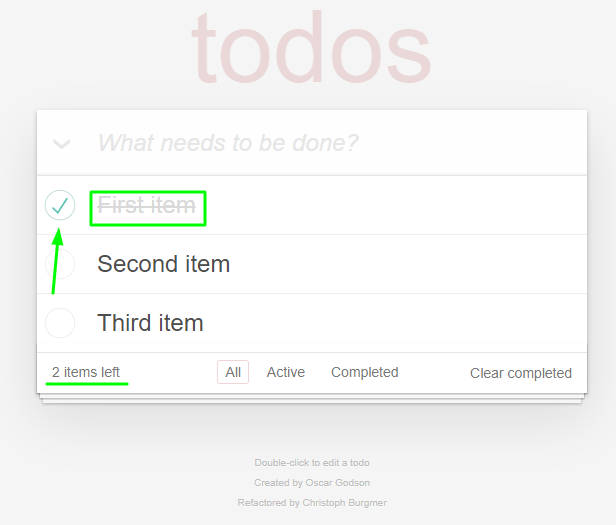 todos
What needs to be done?
First item
Second item
Third item
2 items left All Active Completed Clear completed
Double-click to edit a todo
Created by Oscar Godson
Refactored by Christoph Burgmer